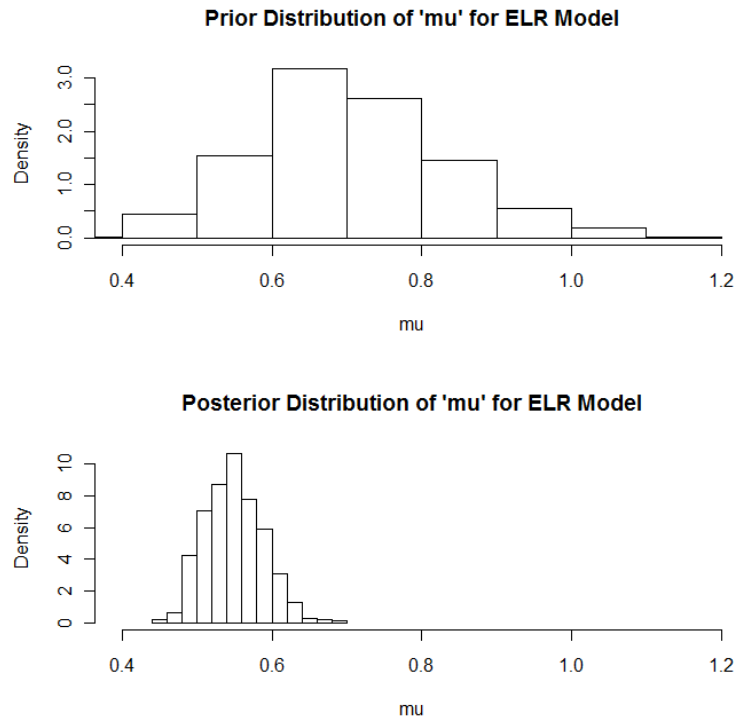 Prior Distribution of 'mu' for ELR Model
Density
3.0
2.0
1.0
0.0
0.4 0.6 0.8 1.0 1.2
mu
Posterior Distribution of 'mu' for ELR Model
Density
10
8
6
4
2
0
0.4 0.6 0.8 1.0 1.2
mu